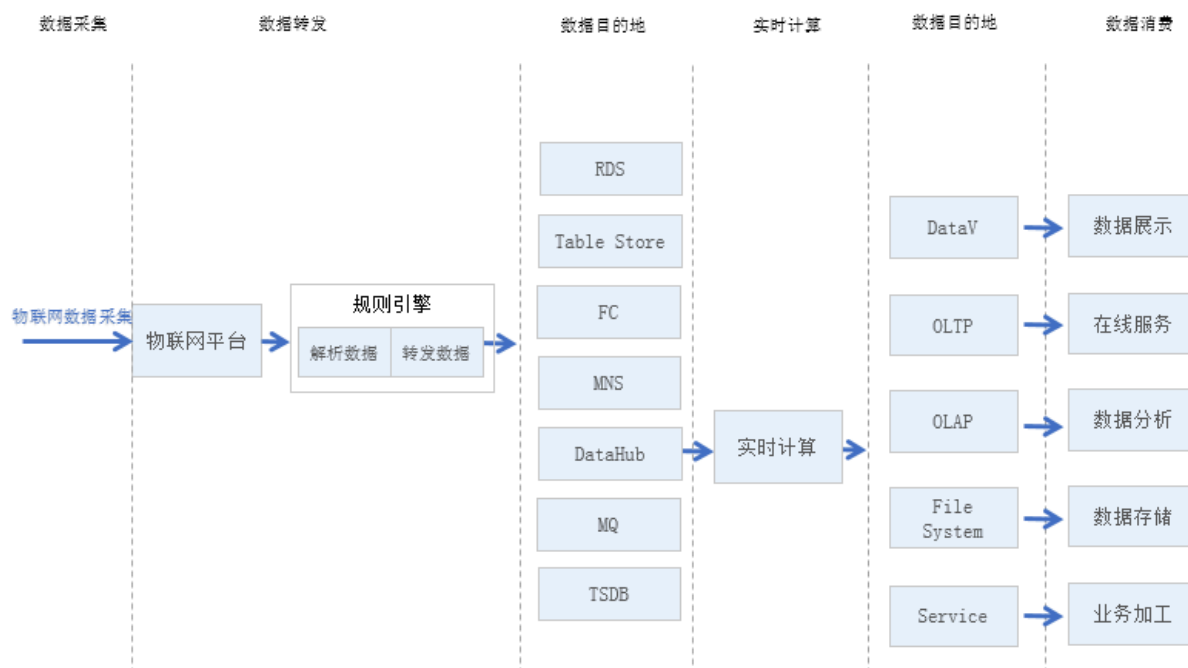 数据采集
数据转发
数据目的地
实时计算
数据目的地
数据消费
物联网数据采集
物联网平台
规则引擎
解析数据
转发数据
RDS
Table Store
FC
MNS
DataHub
MQ
TSDB
实时计算
DataV
OLTP
OLAP
File
System
Service
数据展示
在线服务
数据分析
数据存储
业务加工